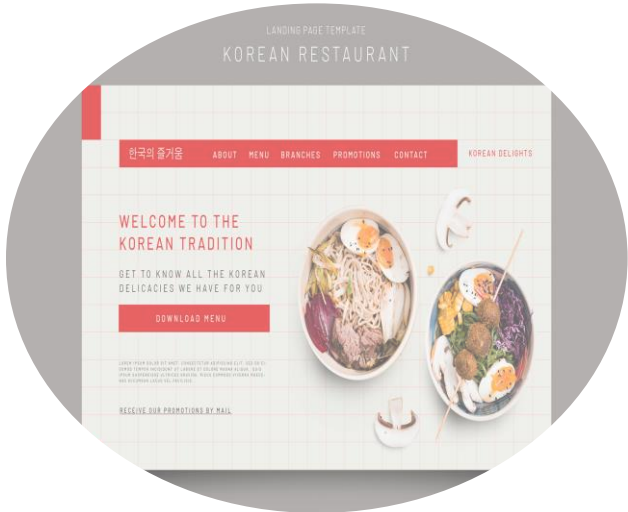 LANDING PAGE TEMPLATE
KOREAN RESTAURANT
한국의 즐거움 ABOUT MENU BRANCHES PROMOTIONS CONTACT KOREAN DELIGHTS
WELCOME TO THE
KOREAN TRADITION
GET TO KNOW ALL THE KOREAN
DELICACIES WE HAVE FOR YOU
DOWNLOAD MENU
RECEIVE OUR PROMOTIONS BY MAIL